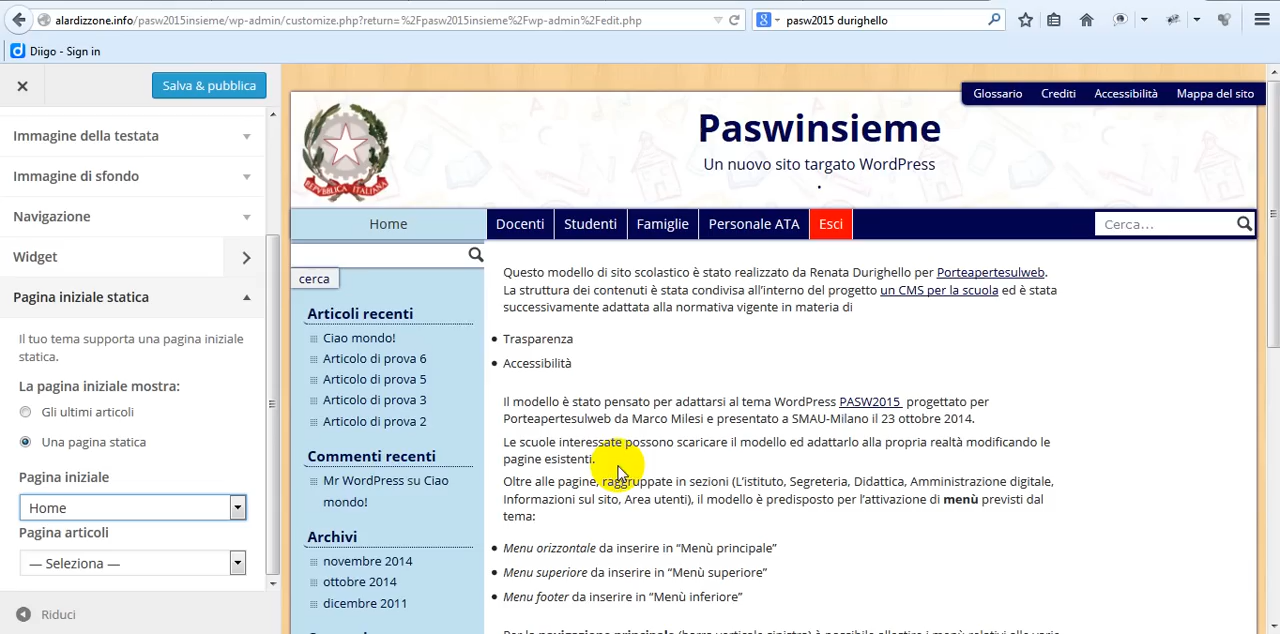 alardizzone.info/pasw2015insieme/wp-admin/customize.php?return=%2Fpasw2015insieme%2Fwp-admin%2Fedit.php
pasw2015 durighello
Diigo - Sign in
Salva & pubblica
Immagine della testata
Immagine di sfondo
Navigazione
Widget
Pagina iniziale statica
Il tuo tema supporta una pagina iniziale
statica.
La pagina iniziale mostra:
Gli ultimi articoli
Una pagina statica
Pagina iniziale
Home
Pagina articoli
— Seleziona —
Riduci
Glossario Crediti Accessibilità Mappa del sito
REPVBBLICA ITALIANA
Paswinsieme
Un nuovo sito targato WordPress
.
Home Docenti Studenti Famiglie Personale ATA Esci Cerca...
cerca
Articoli recenti
Ciao mondo!
Articolo di prova 6
Articolo di prova 5
Articolo di prova 3
Articolo di prova 2
Commenti recenti
Mr WordPress su Ciao
mondo!
Archivi
novembre 2014
ottobre 2014
dicembre 2011
Questo modello di sito scolastico è stato realizzato da Renata Durighello per Porteapertesulweb.
La struttura dei contenuti è stata condivisa all'interno del progetto un CMS per la scuola ed è stata
successivamente adattata alla normativa vigente in materia di
Trasparenza
Accessibilità
Il modello è stato pensato per adattarsi al tema WordPress PASW2015 progettato per
Porteapertesulweb da Marco Milesi e presentato a SMAU-Milano il 23 ottobre 2014.
Le scuole interessate possono scaricare il modello ed adattarlo alla propria realtà modificando le
pagine esistenti.
Oltre alle pagine, raggruppate in sezioni (L'istituto, Segreteria, Didattica, Amministrazione digitale,
Informazioni sul sito, Area utenti), il modello è predisposto per l'attivazione di menù previsti dal
tema:
Menu orizzontale da inserire in "Menù principale"
Menu superiore da inserire in "Menù superiore"
Menu footer da inserire in "Menù inferiore"